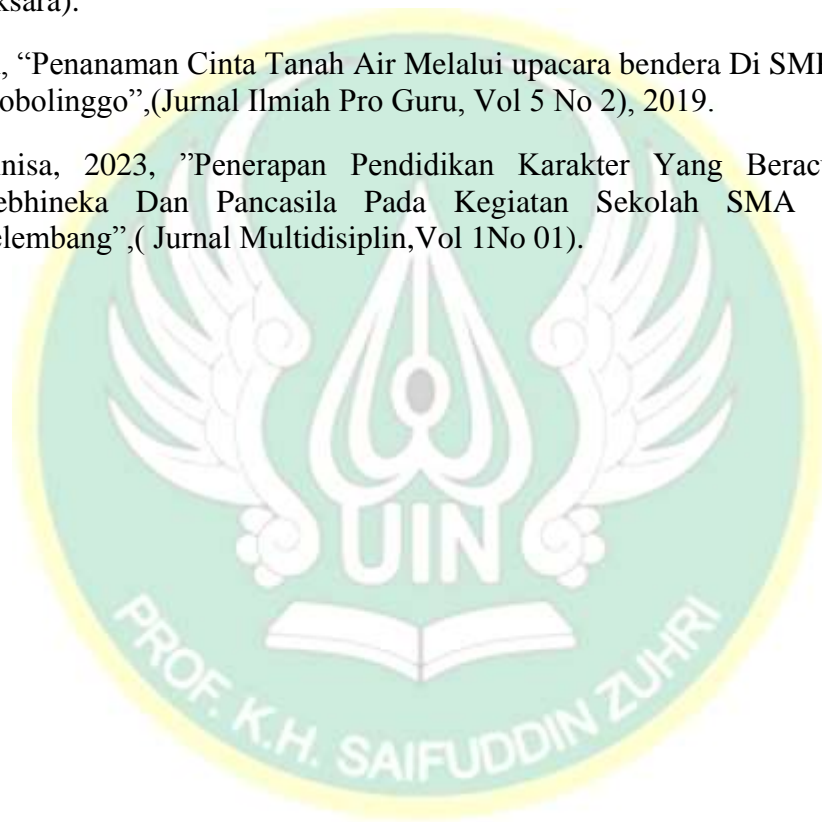 ksara).
, “Penanaman Cinta Tanah Air Melalui upacara bendera Di SMP
obolinggo”,(Jurnal Ilmiah Pro Guru, Vol 5 No 2), 2019.
nisa, 2023, ”Penerapan Pendidikan Karakter Yang Berac
ebhineka Dan Pancasila Pada Kegiatan Sekolah SMA
elembang”,( Jurnal Multidisiplin,Vol 1No 01).
UIN
PROF. K.H. SAIFUDDIN ZUHRI